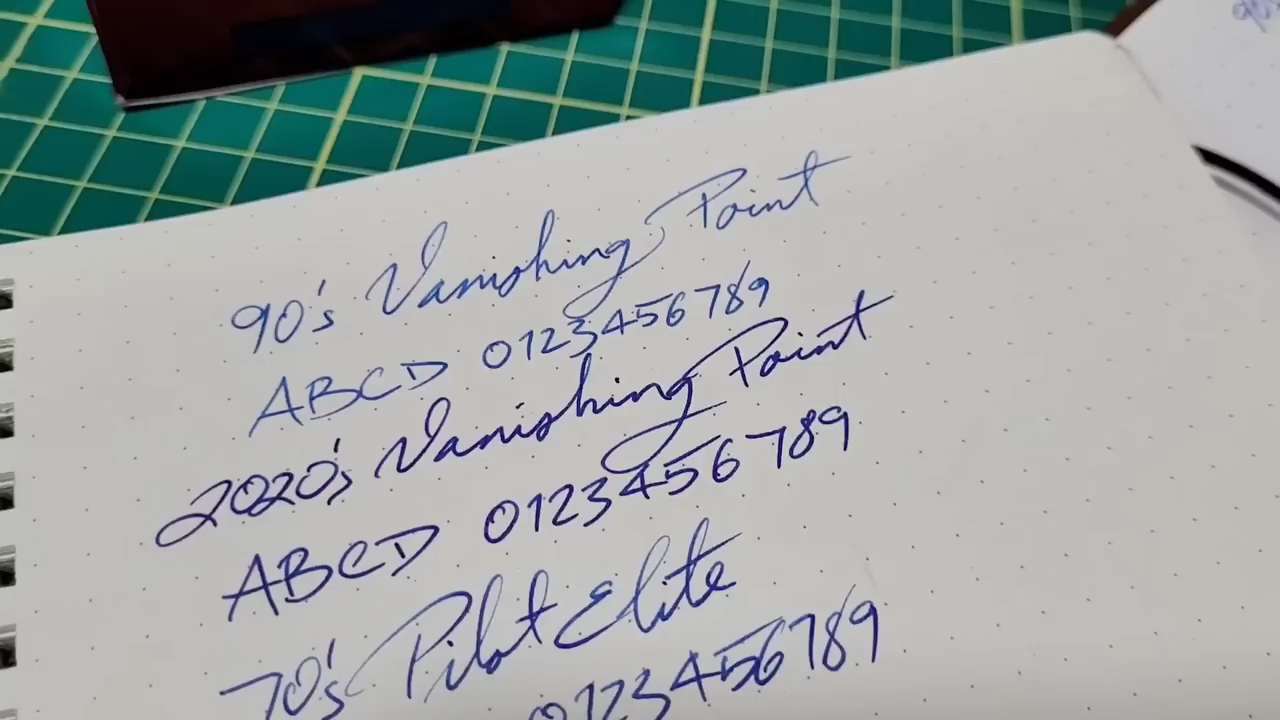 90's Vanishing Point
ABCD 0123456789
2020's Vanishing Point
ABCD 0123456789
70's Pilot Elite
0123456789